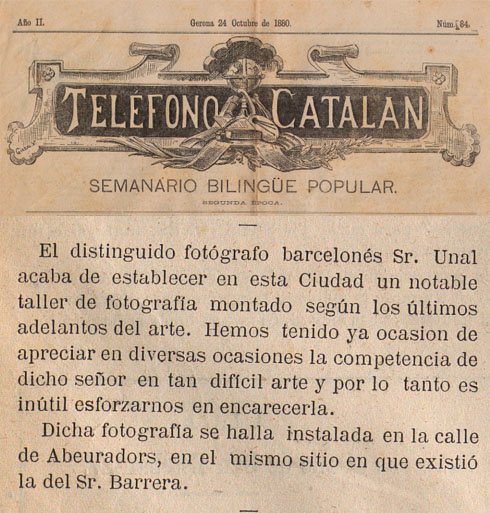 Año II.
Gerona 24 Octubre de 1880.
Núm. 84.
TELÉFONO CATALAN
SEMANÁRIO BILINGÜE POPULAR.
SEGUNDA ÉPOCA.
El distinguido fotógrafo barcelonés Sr. Unal
acaba de establecer en esta Ciudad un notable
taller de fotografía montado según los últimos
adelantos del arte. Hemos tenido ya ocasion de
apreciar en diversas ocasiones la competencia de
dicho señor en tan difícil arte y por lo tanto es
inútil esforzarnos en encarecerla.
Dicha fotografía se halla instalada en la calle
de Abeuradors, en el mismo sitio en que existió
la del Sr. Barrera.